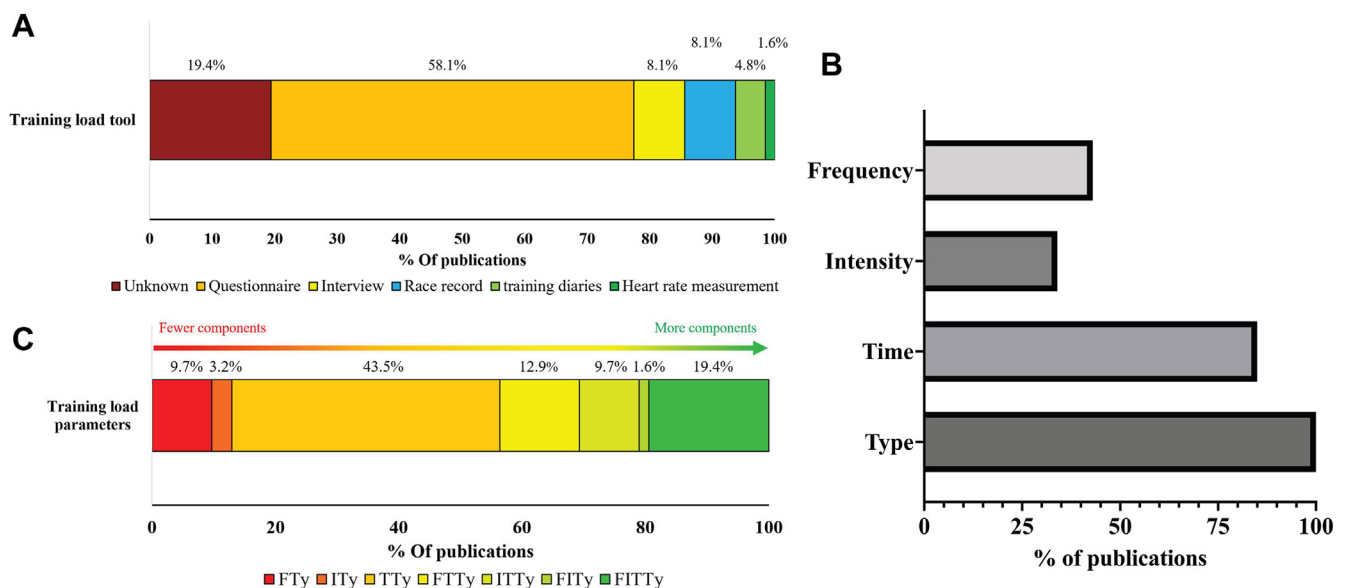 A
8.1%
1.6%
19.4%
58.1%
8.1%
4.8%
Training load tool
0 10 20 30 40 50 60 70 80 90 100
% Of publications
Unknown Questionnaire Interview Race record training diaries Heart rate measurement
B
Frequency
Intensity
Time
Type
0 25 50 75 100
% of publications
C
Fewer components
More components
9.7% 3.2% 43.5% 12.9% 9.7% 1.6% 19.4%
Training load
parameters
0 20 40 60 80 100
% Of publications
FTy ITy TTy FTTy ITTy FITy FITTy